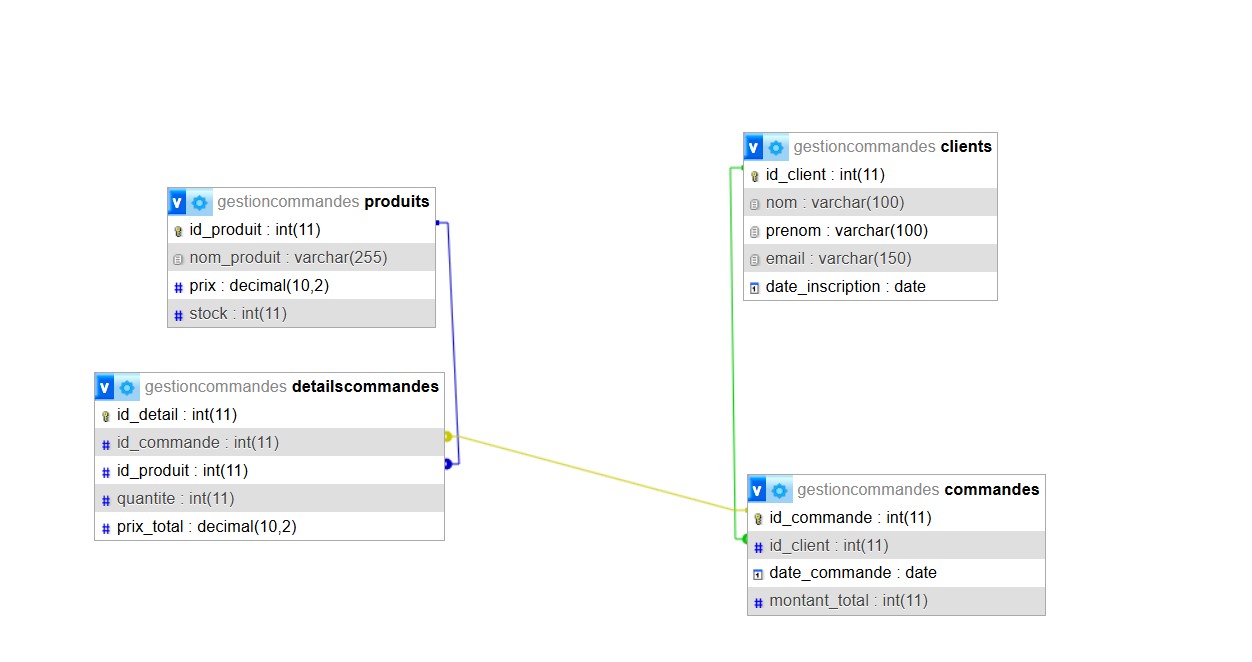 v gestioncommandes produits
id_produit : int(11)
nom_produit : varchar(255)
# prix : decimal(10,2)
# stock : int(11)
v gestioncommandes detailscommandes
id_detail : int(11)
# id_commande : int(11)
# id_produit : int(11)
# quantite : int(11)
# prix_total : decimal(10,2)
v gestioncommandes clients
id_client : int(11)
nom : varchar(100)
prenom : varchar(100)
email : varchar(150)
date_inscription : date
v gestioncommandes commandes
id_commande : int(11)
# id_client : int(11)
date_commande : date
# montant_total : int(11)